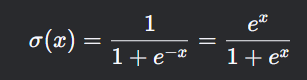 σ(x) = 1 / (1 + e^{-x}) = e^x / (1 + e^x)